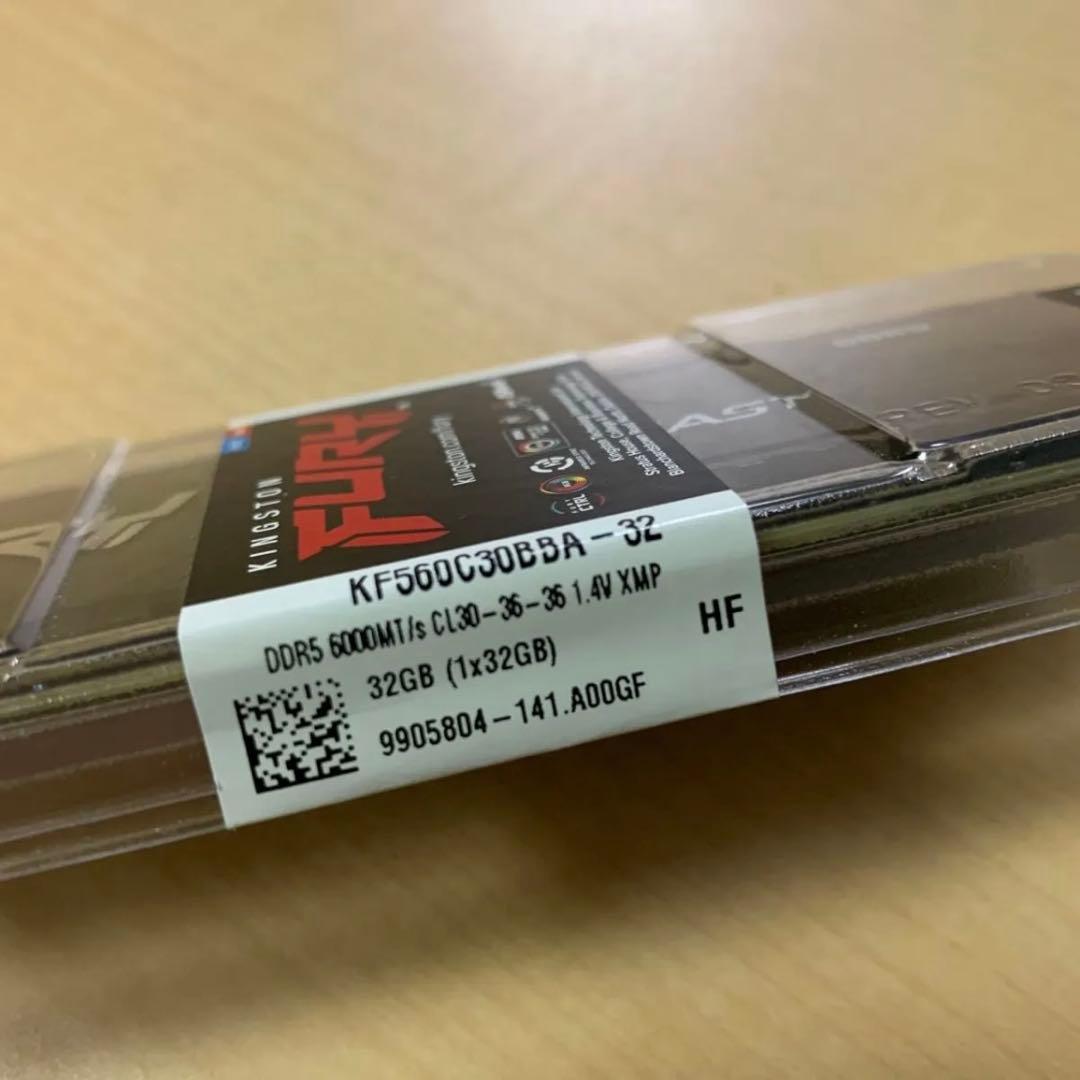 KINGSTON
FURY
Kingston.com/fury
CTRL
KF560C30BBA-32
DDR5 6000MT/s CL30-36-36 1.4V XMP
32GB (1x32GB)
9905804-141.A00GF
HF